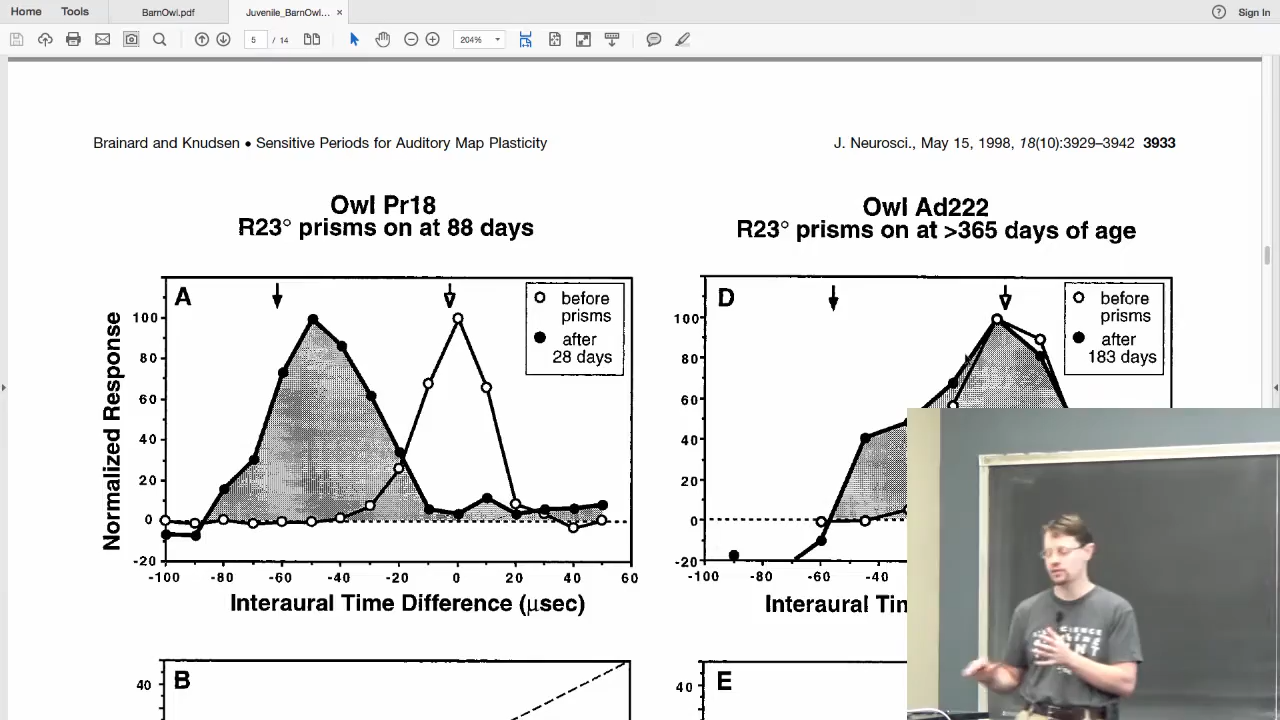 Home Tools BarnOwl.pdf Juvenile_BarnOwl... × ? Sign In
5 / 14 204%
Brainard and Knudsen • Sensitive Periods for Auditory Map Plasticity J. Neurosci., May 15, 1998, 18(10):3929–3942 3933
Owl Pr18
R23° prisms on at 88 days
A
before
prisms
after
28 days
Normalized Response
100
80
60
40
20
0
-20
-100 -80 -60 -40 -20 0 20 40 60
Interaural Time Difference (µsec)
40
B
Owl Ad222
R23° prisms on at >365 days of age
D
before
prisms
after
183 days
100
80
60
40
20
0
-20
-100 -80 -60 -40
Interaural Tin
40
E
SCIENCE